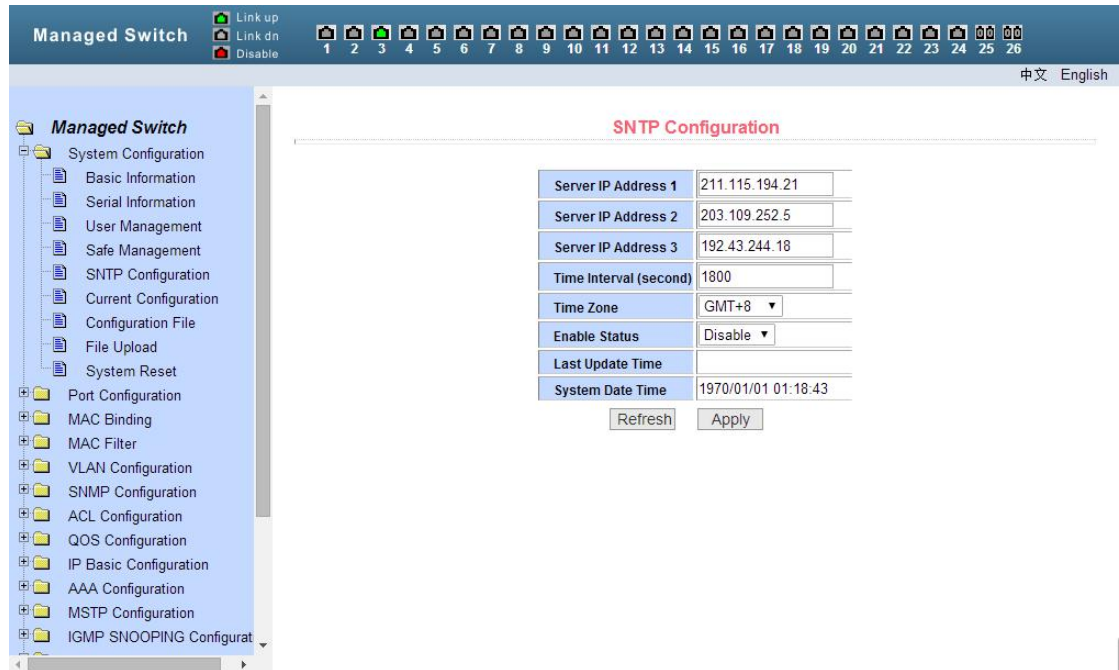 Managed Switch
Link up
Link dn
Disable
1 2 3 4 5 6 7 8 9 10 11 12 13 14 15 16 17 18 19 20 21 22 23 24 25 26
中文 English
Managed Switch
System Configuration
Basic Information
Serial Information
User Management
Safe Management
SNTP Configuration
Current Configuration
Configuration File
File Upload
System Reset
Port Configuration
MAC Binding
MAC Filter
VLAN Configuration
SNMP Configuration
ACL Configuration
QOS Configuration
IP Basic Configuration
AAA Configuration
MSTP Configuration
IGMP SNOOPING Configurat
SNTP Configuration
Server IP Address 1 211.115.194.21
Server IP Address 2 203.109.252.5
Server IP Address 3 192.43.244.18
Time Interval (second) 1800
Time Zone GMT+8
Enable Status Disable
Last Update Time
System Date Time 1970/01/01 01:18:43
Refresh Apply